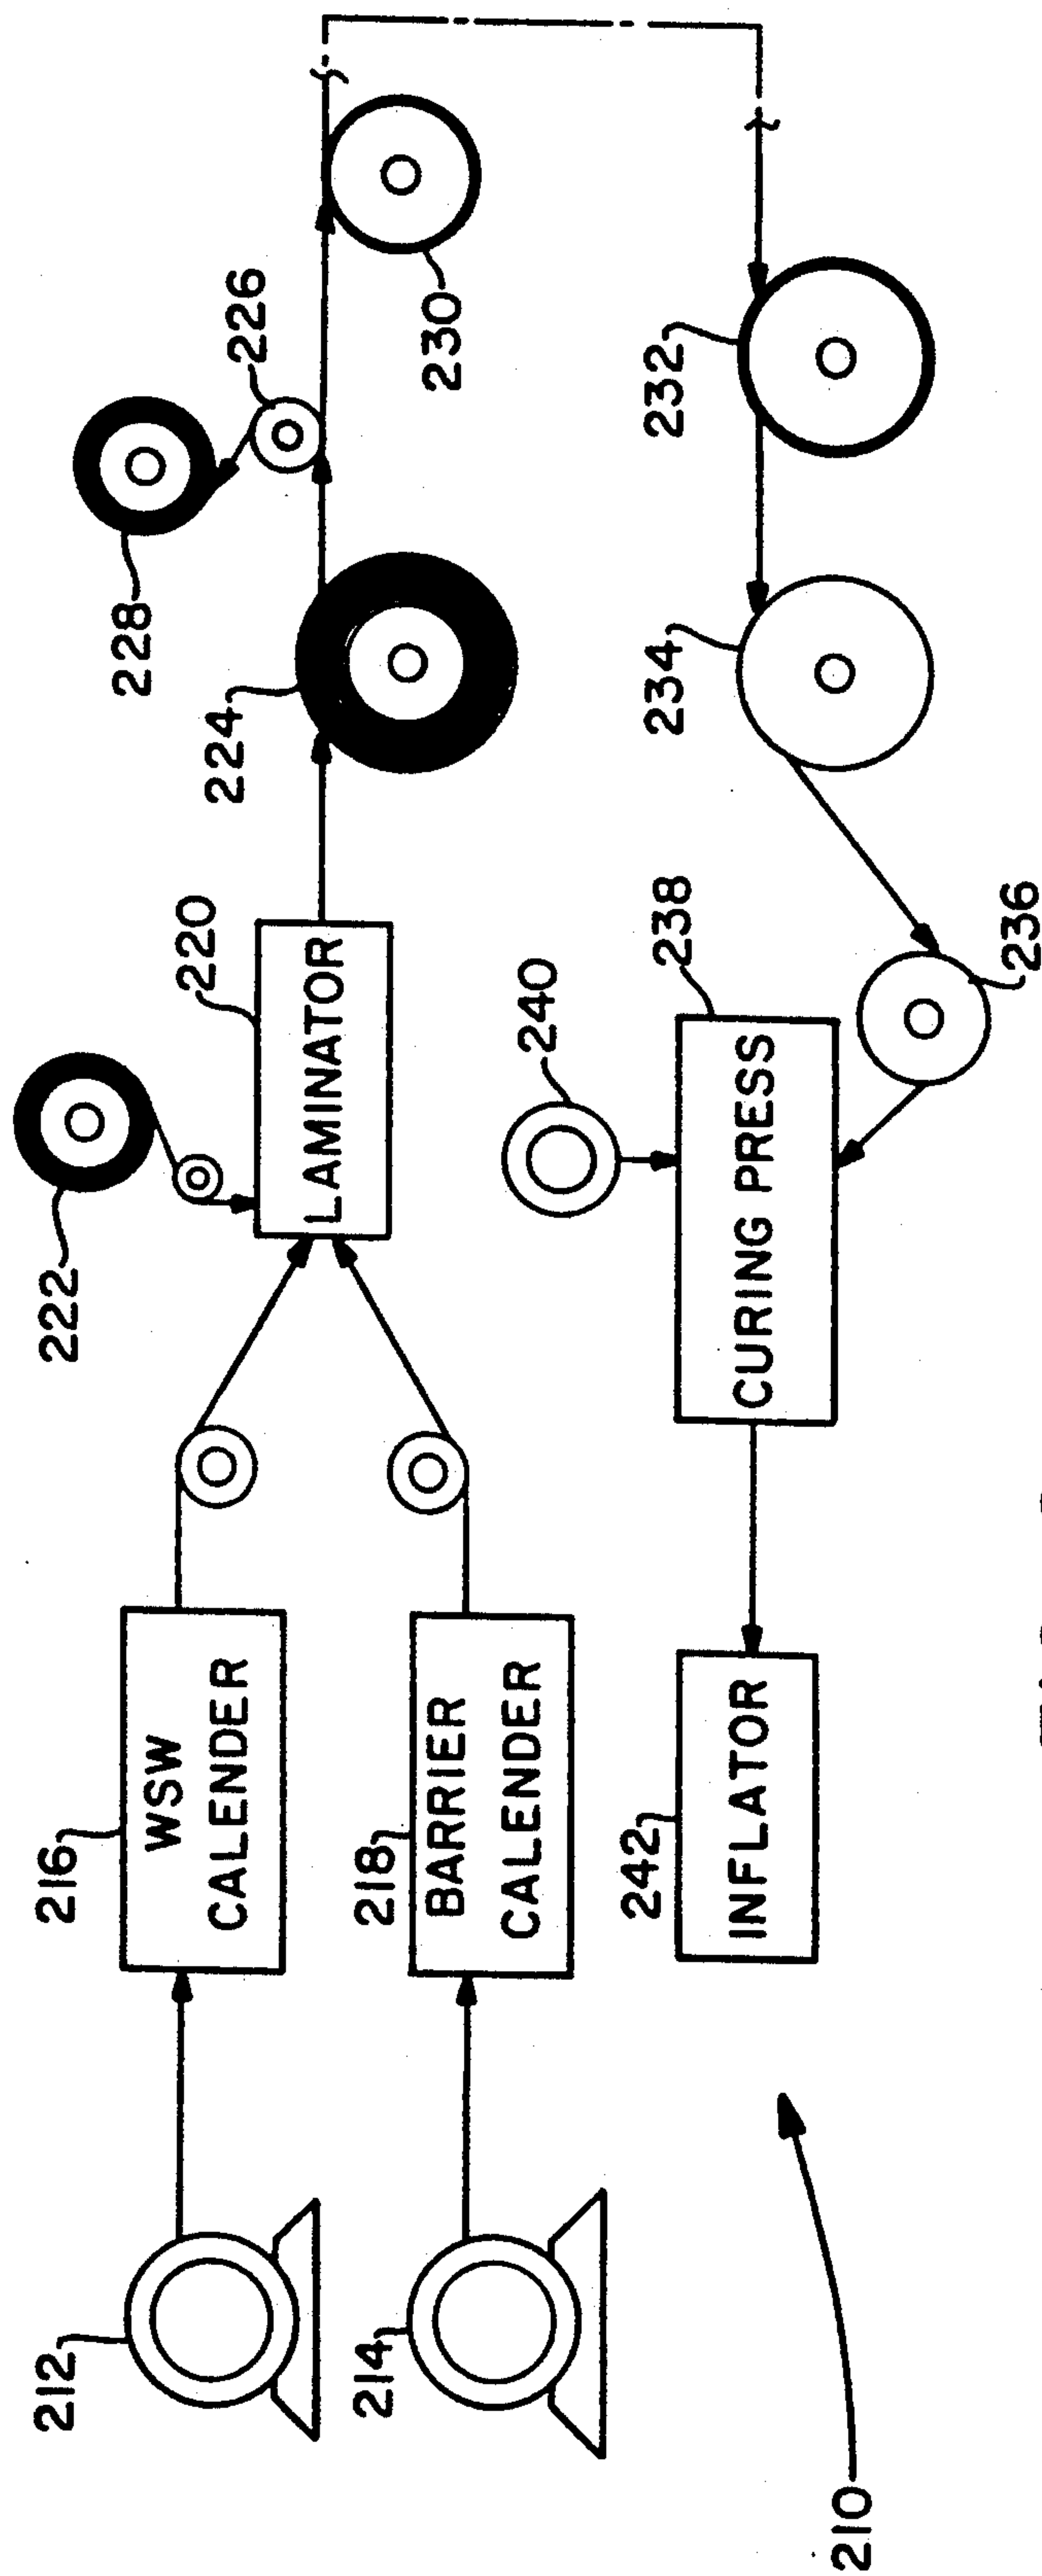 212
216
WSW
CALENDER
222
220
LAMINATOR
224
228
226
230
214
218
BARRIER
CALENDER
240
238
CURING PRESS
236
234
232
242
INFLATOR
210